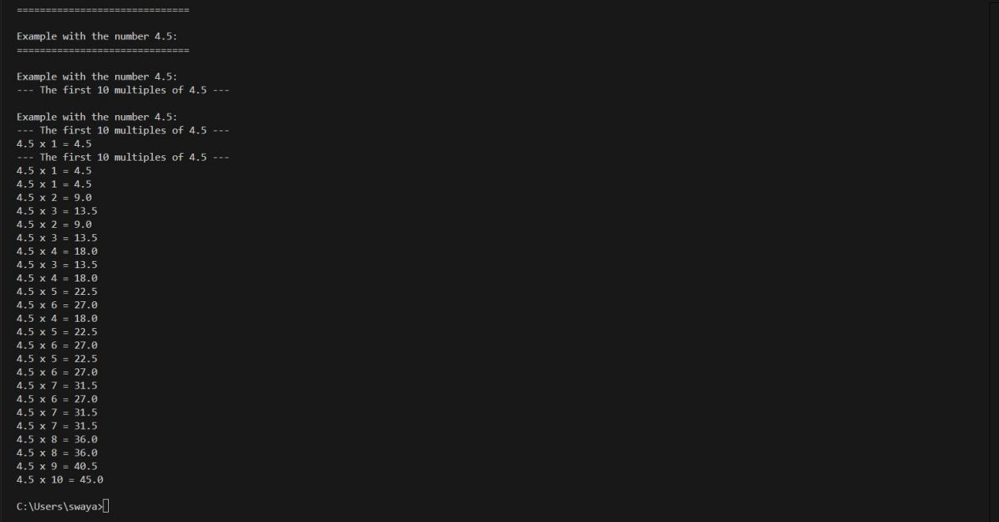 ==============================
Example with the number 4.5:
==============================
Example with the number 4.5:
--- The first 10 multiples of 4.5 ---
Example with the number 4.5:
--- The first 10 multiples of 4.5 ---
4.5 x 1 = 4.5
--- The first 10 multiples of 4.5 ---
4.5 x 1 = 4.5
4.5 x 1 = 4.5
4.5 x 2 = 9.0
4.5 x 3 = 13.5
4.5 x 2 = 9.0
4.5 x 3 = 13.5
4.5 x 4 = 18.0
4.5 x 3 = 13.5
4.5 x 4 = 18.0
4.5 x 5 = 22.5
4.5 x 6 = 27.0
4.5 x 4 = 18.0
4.5 x 5 = 22.5
4.5 x 6 = 27.0
4.5 x 5 = 22.5
4.5 x 6 = 27.0
4.5 x 7 = 31.5
4.5 x 6 = 27.0
4.5 x 7 = 31.5
4.5 x 7 = 31.5
4.5 x 8 = 36.0
4.5 x 8 = 36.0
4.5 x 9 = 40.5
4.5 x 10 = 45.0
C:\Users\swaya>